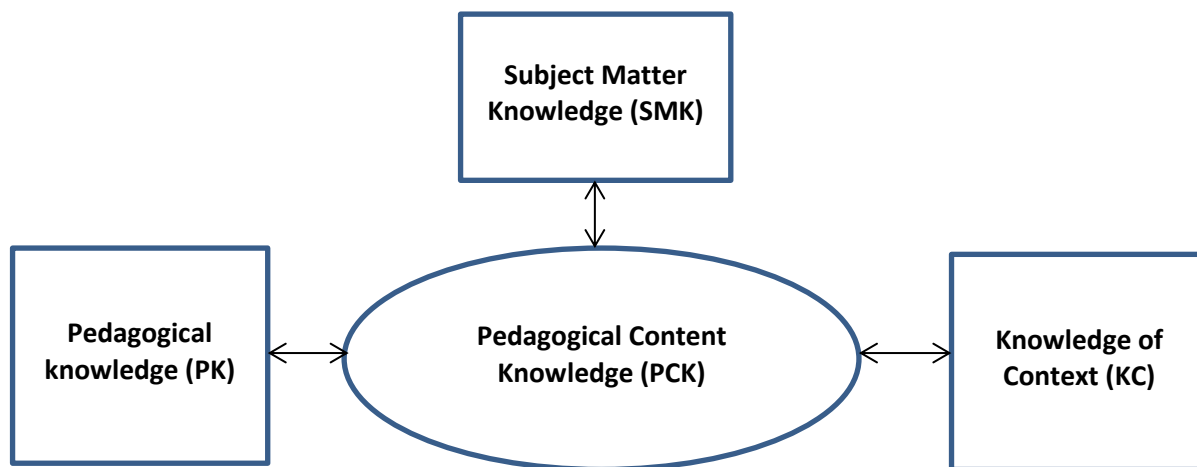 Subject Matter
Knowledge (SMK)
Pedagogical
knowledge (PK)
Pedagogical Content
Knowledge (PCK)
Knowledge of
Context (KC)